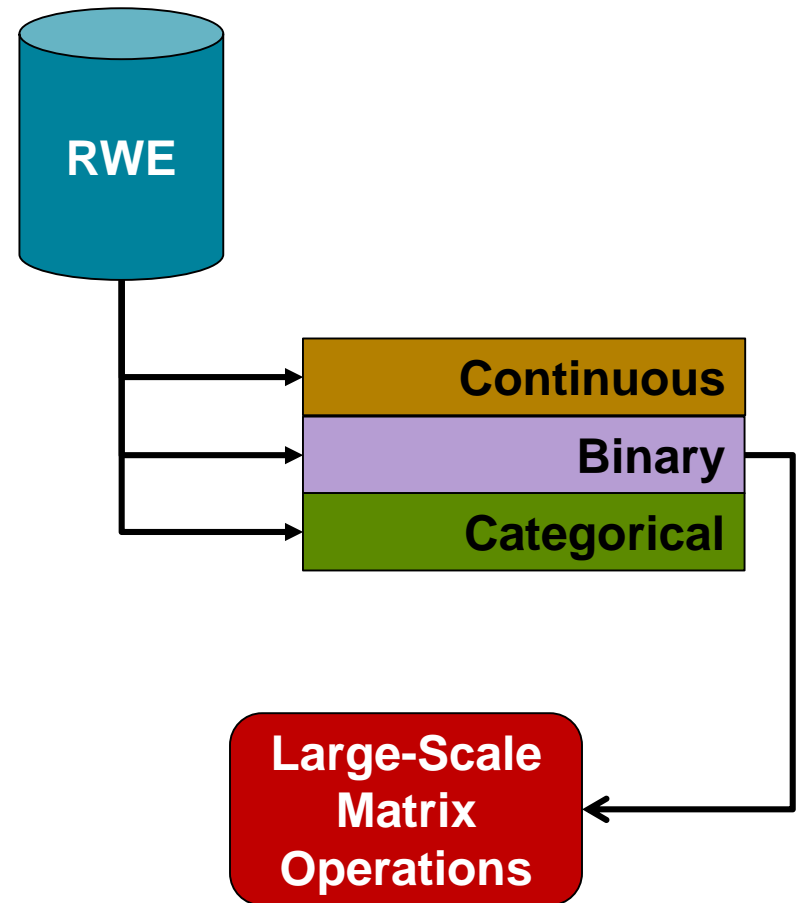 RWE
Continuous
Binary
Categorical
Large-Scale
Matrix
Operations